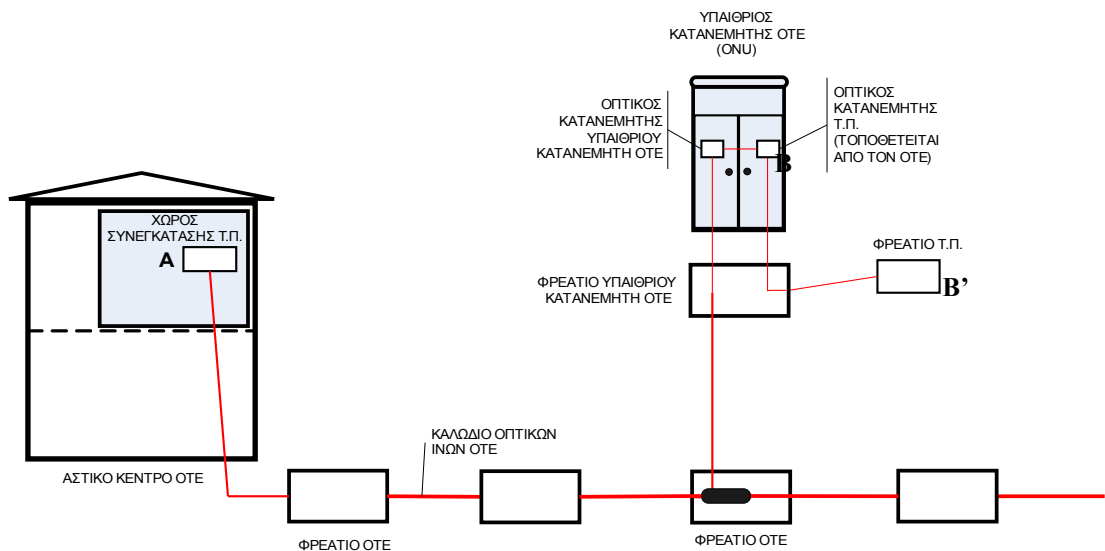 ΥΠΑΙΘΡΙΟΣ
ΚΑΤΑΝΕΜΗΤΗΣ ΟΤΕ
(ONU)
ΟΠΤΙΚΟΣ
ΚΑΤΑΝΕΜΗΤΗΣ
ΥΠΑΙΘΡΙΟΥ
ΚΑΤΑΝΕΜΗΤΗ ΟΤΕ
ΟΠΤΙΚΟΣ
ΚΑΤΑΝΕΜΗΤΗΣ
Τ.Π.
(ΤΟΠΟΘΕΤΕΙΤΑΙ
ΑΠΟ ΤΟΝ ΟΤΕ)
Β
ΧΩΡΟΣ
ΣΥΝΕΓΚΑΤΑΣΗΣ Τ.Π.
Α
ΦΡΕΑΤΙΟ Τ.Π.
Β’
ΦΡΕΑΤΙΟ ΥΠΑΙΘΡΙΟΥ
ΚΑΤΑΝΕΜΗΤΗ ΟΤΕ
ΚΑΛΩΔΙΟ ΟΠΤΙΚΩΝ
ΙΝΩΝ ΟΤΕ
ΑΣΤΙΚΟ ΚΕΝΤΡΟ ΟΤΕ
ΦΡΕΑΤΙΟ ΟΤΕ
ΦΡΕΑΤΙΟ ΟΤΕ